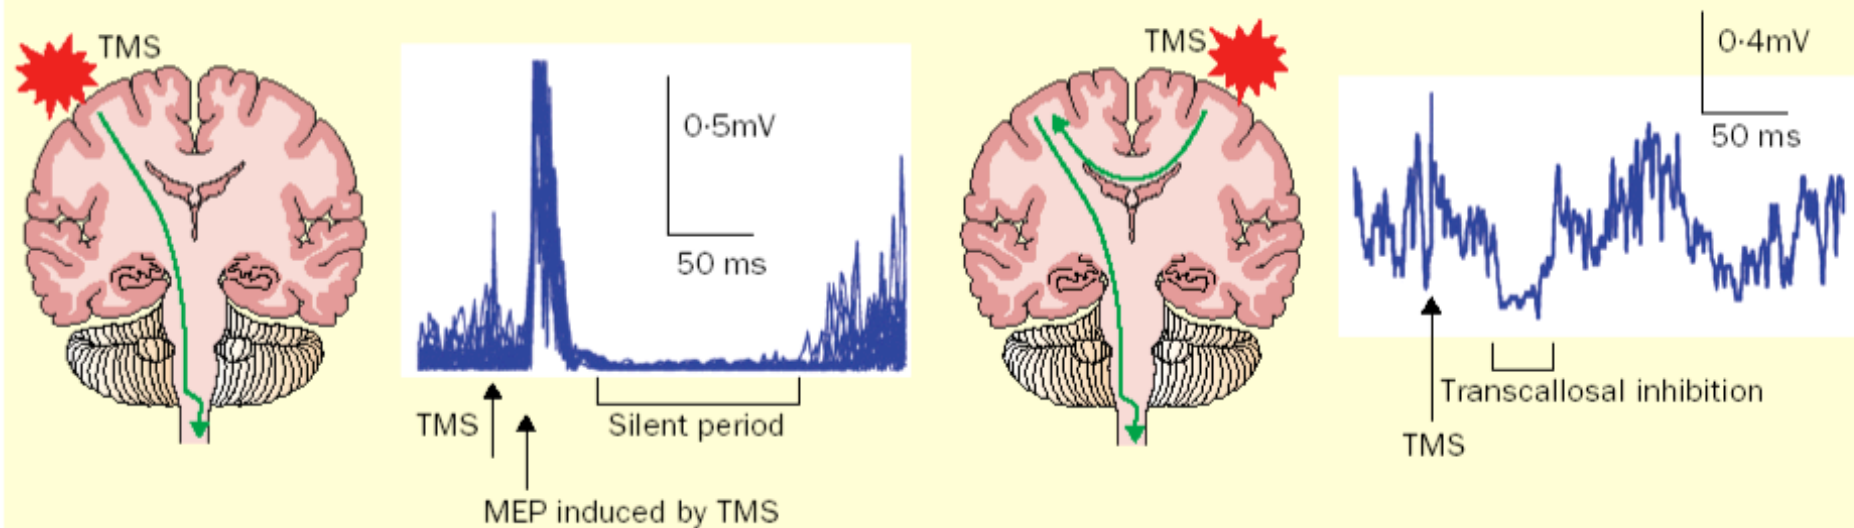 TMS
0·5mV
50 ms
TMS
Silent period
MEP induced by TMS
TMS
0·4mV
50 ms
Transcallosal inhibition
TMS